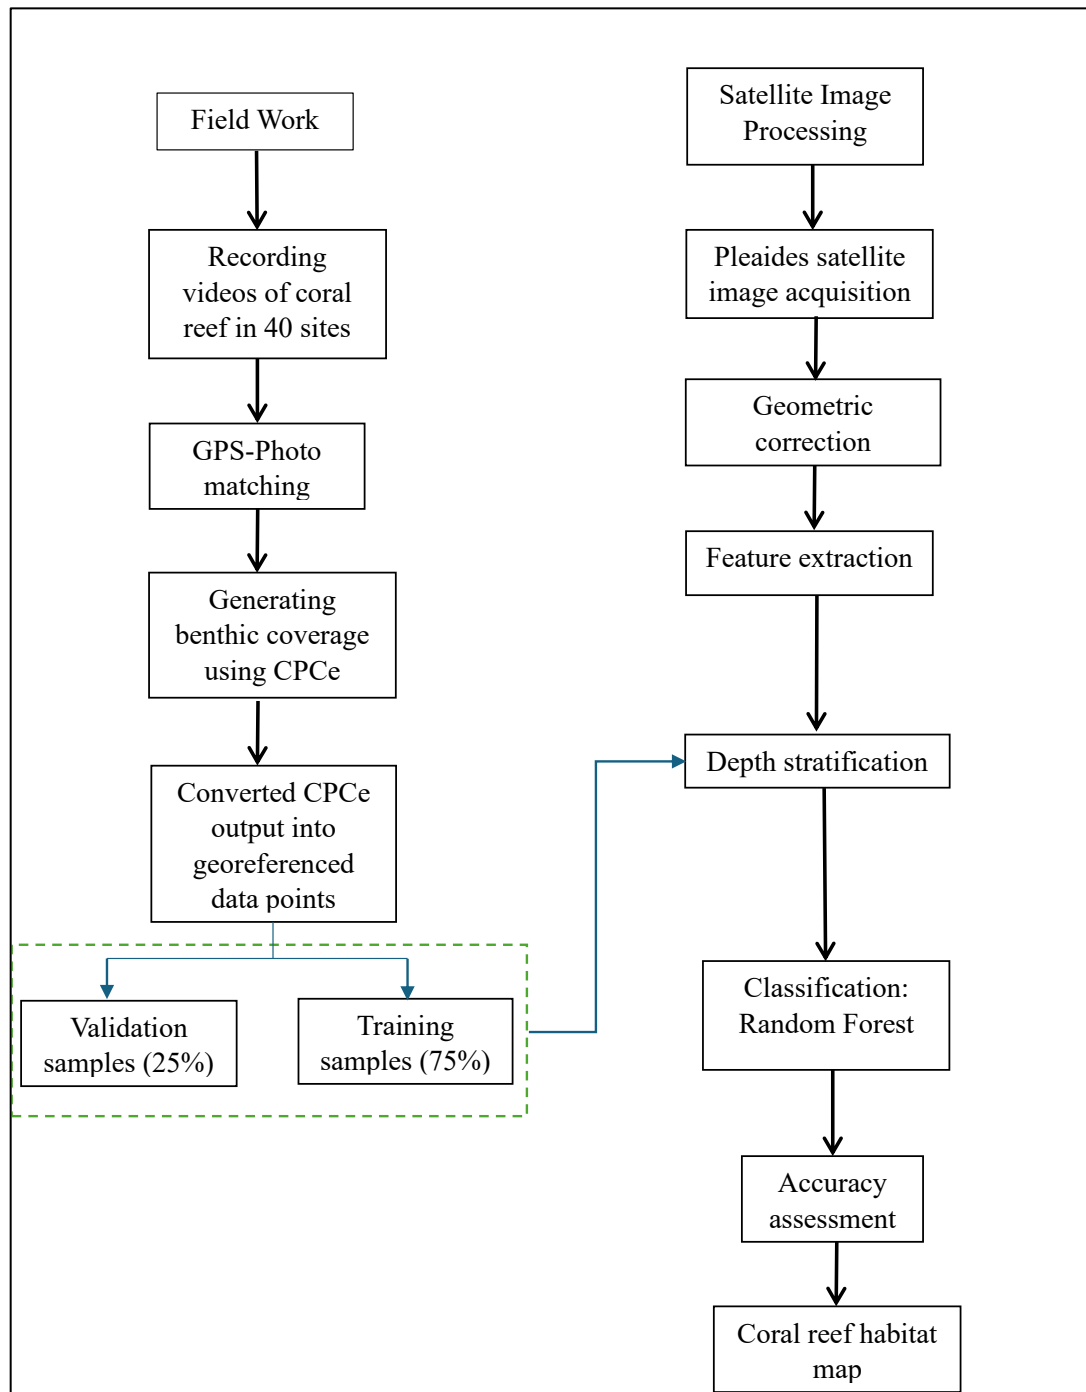 Field Work
Recording
videos of coral
reef in 40 sites
GPS-Photo
matching
Generating
benthic coverage
using CPCe
Converted CPCe
output into
georeferenced
data points
Validation
samples (25%)
Training
samples (75%)
Satellite Image
Processing
Pleaides satellite
image acquisition
Geometric
correction
Feature extraction
Depth stratification
Classification:
Random Forest
Accuracy
assessment
Coral reef habitat
map